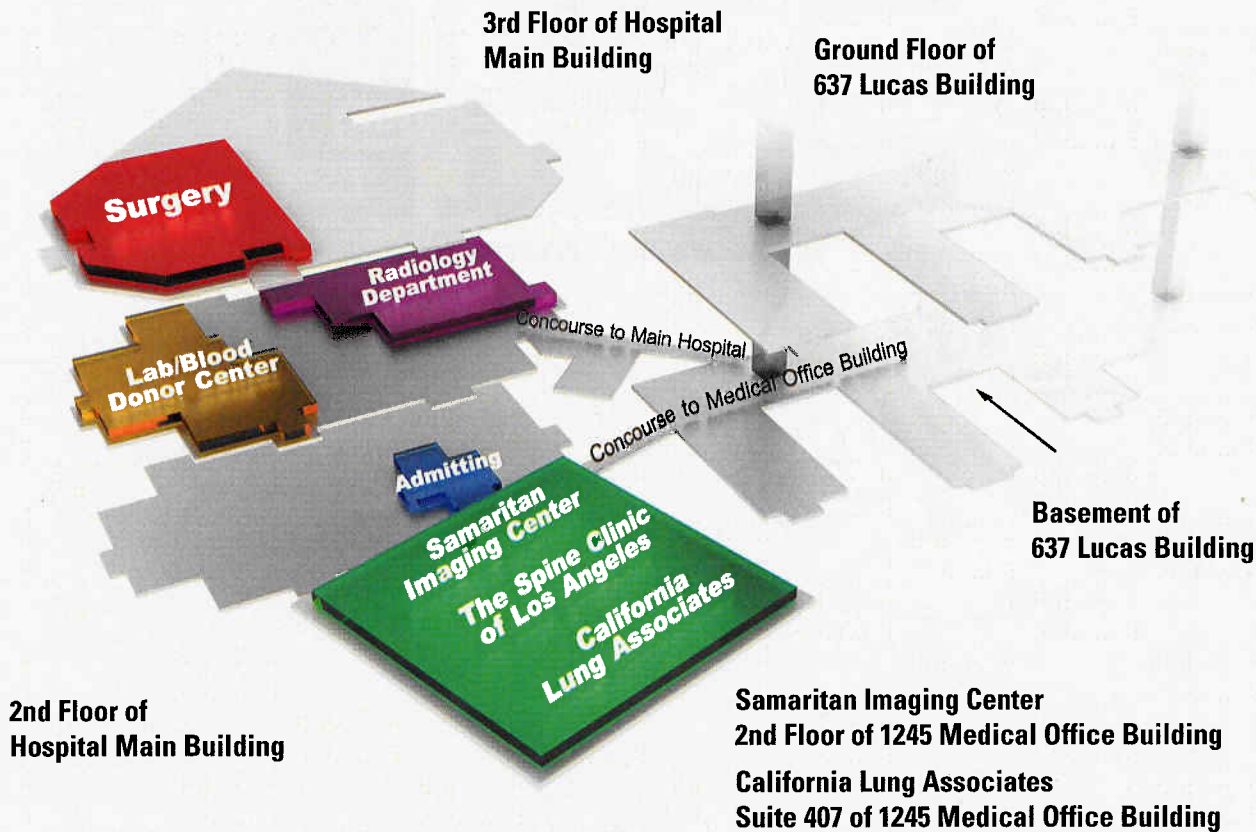 3rd Floor of Hospital
Main Building
Ground Floor of
637 Lucas Building
Surgery
Radiology
Department
Concourse to Main Hospital
Lab/Blood
Donor Center
Concourse to Medical Office Building
Admitting
Samaritan
Imaging Center
The Spine Clinic
of Los Angeles
California
Lung Associates
Basement of
637 Lucas Building
2nd Floor of
Hospital Main Building
Samaritan Imaging Center
2nd Floor of 1245 Medical Office Building
California Lung Associates
Suite 407 of 1245 Medical Office Building